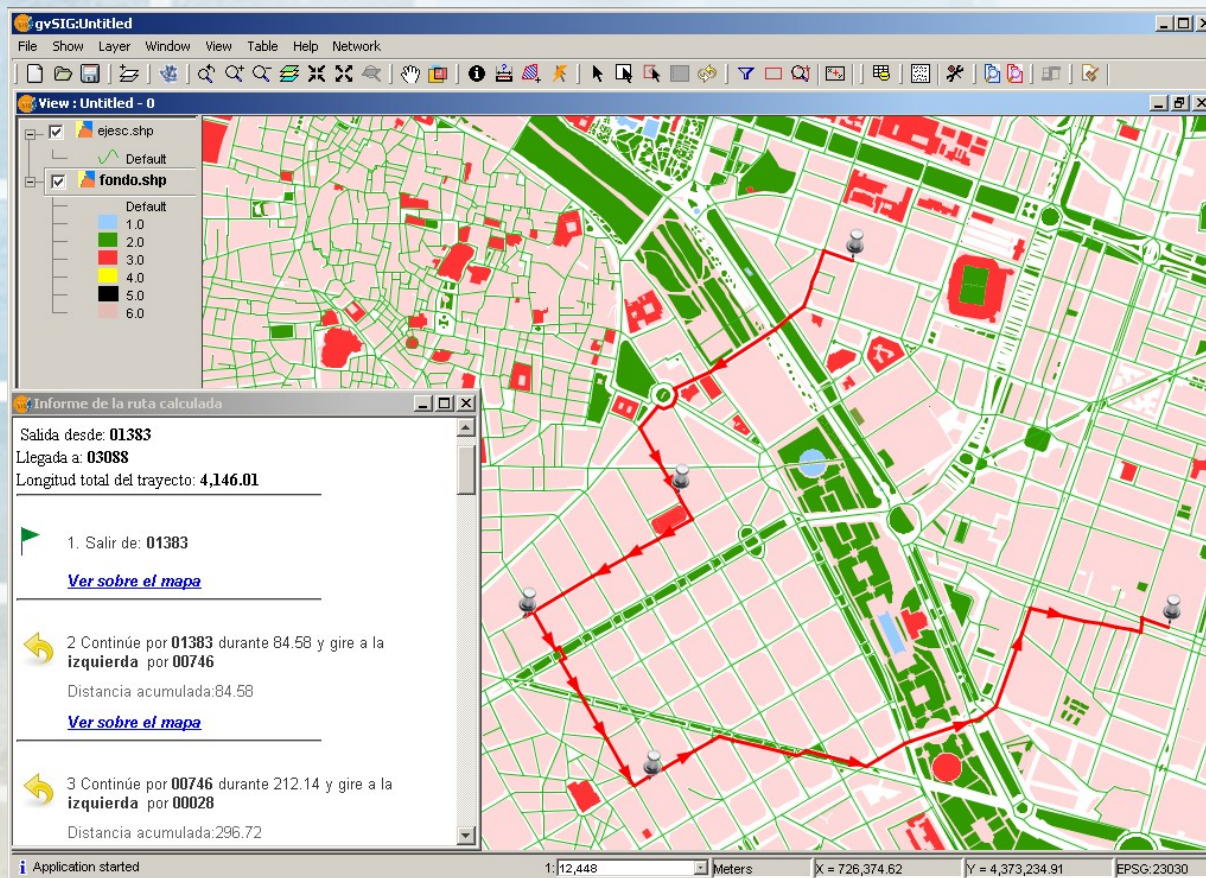 gvSIG:Untitled
File Show Layer Window View Table Help Network
View : Untitled - 0
ejesc.shp
Default
fondo.shp
Default
1.0
2.0
3.0
4.0
5.0
6.0
Informe de la ruta calculada
Salida desde: 01383
Llegada a: 03088
Longitud total del trayecto: 4,146.01
1. Salir de: 01383
Ver sobre el mapa
2 Continúe por 01383 durante 84.58 y gire a la
izquierda por 00746
Distancia acumulada:84.58
Ver sobre el mapa
3 Continúe por 00746 durante 212.14 y gire a la
izquierda por 00028
Distancia acumulada:296.72
Application started
1: 12,448
Meters
X = 726,374.62
Y = 4,373,234.91
EPSG:23030